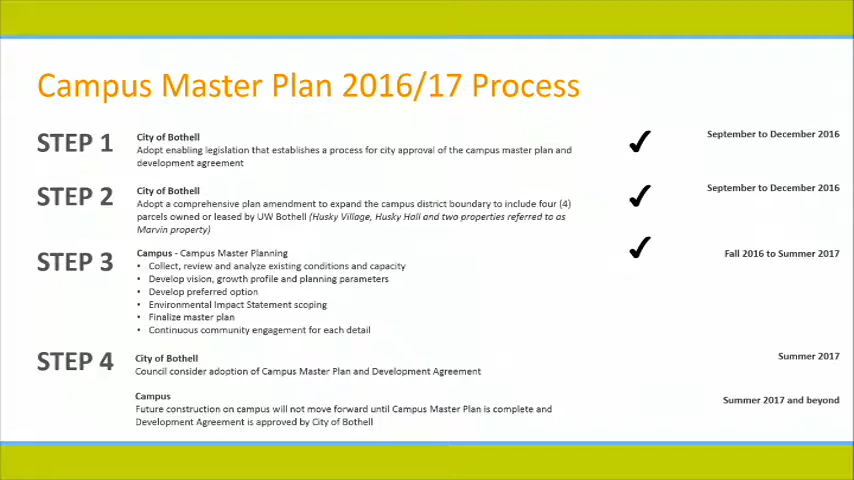 Campus Master Plan 2016/17 Process
STEP 1
City of Bothell
Adopt enabling legislation that establishes a process for city approval of the campus master plan and
development agreement
✔
September to December 2016
STEP 2
City of Bothell
Adopt a comprehensive plan amendment to expand the campus district boundary to include four (4)
parcels owned or leased by UW Bothell (Husky Village, Husky Hall and two properties referred to as
Marvin property)
✔
September to December 2016
STEP 3
Campus - Campus Master Planning
• Collect, review and analyze existing conditions and capacity
• Develop vision, growth profile and planning parameters
• Develop preferred option
• Environmental Impact Statement scoping
• Finalize master plan
• Continuous community engagement for each detail
✔
Fall 2016 to Summer 2017
STEP 4
City of Bothell
Council consider adoption of Campus Master Plan and Development Agreement
Summer 2017
Campus
Future construction on campus will not move forward until Campus Master Plan is complete and
Development Agreement is approved by City of Bothell
Summer 2017 and beyond